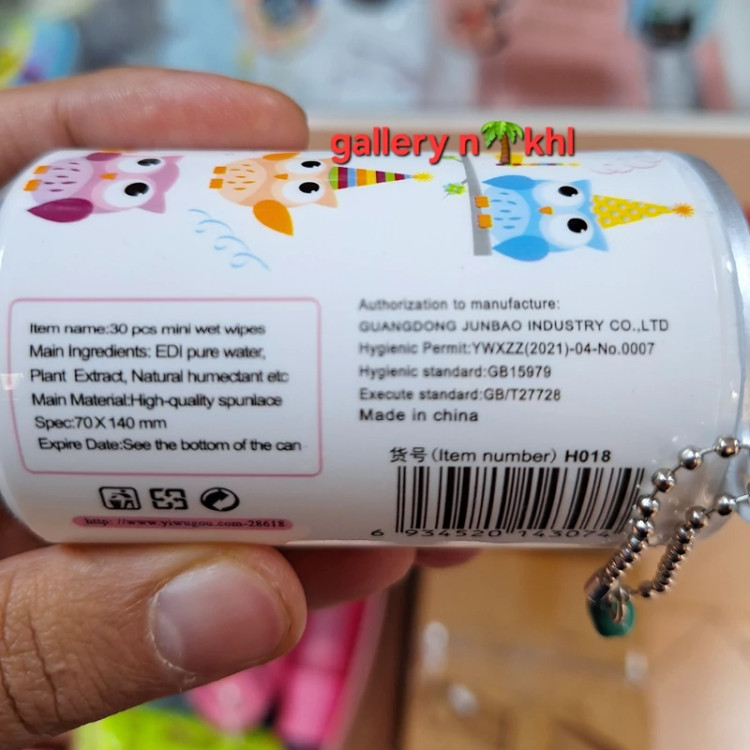 gallery n🌴khl
Item name:30 pcs mini wet wipes
Main Ingredients: EDI pure water,
Plant Extract, Natural humectant etc
Main Material:High-quality spunlace
Spec:70X140 mm
Expire Date:See the bottom of the can
http: //www.yiwugou.com-28618
Authorization to manufacture:
GUANGDONG JUNBAO INDUSTRY CO.,LTD
Hygienic Permit:YWXZZ(2021)-04-No.0007
Hygienic standard:GB15979
Execute standard:GB/T27728
Made in china
货号(Item number) H018
6 934520 143074